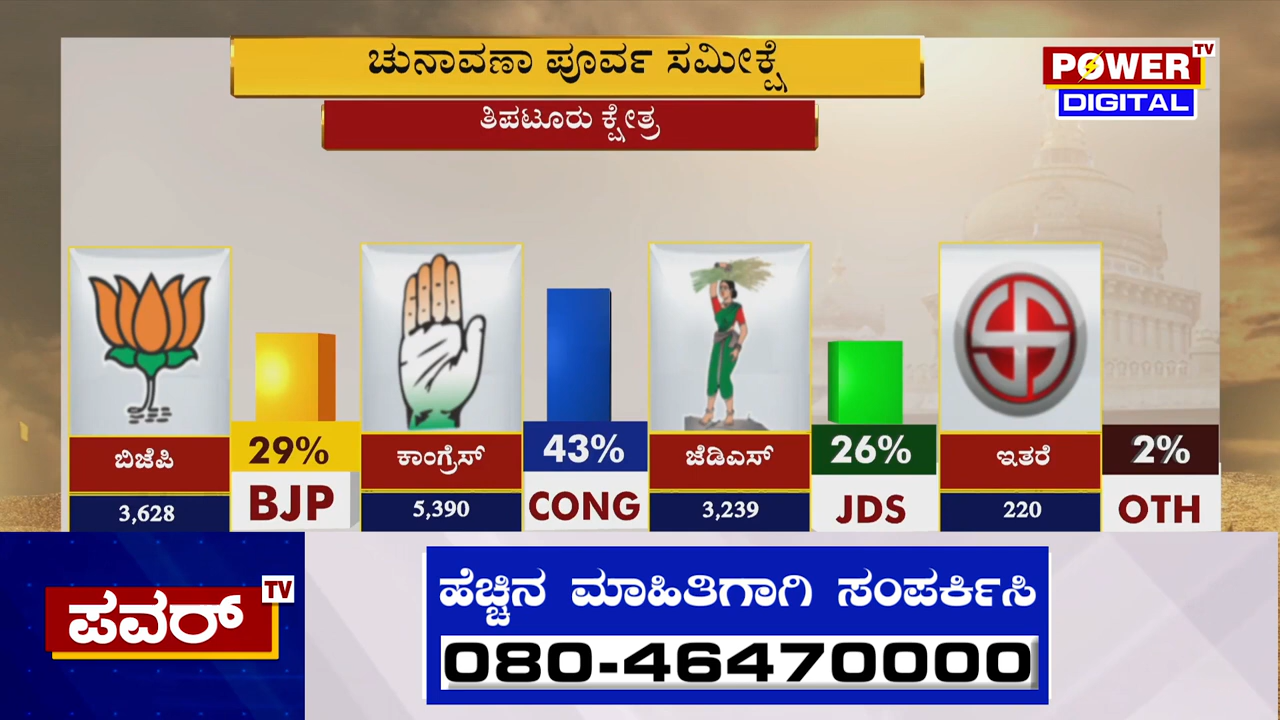 ಚುನಾವಣಾ ಪೂರ್ವ ಸಮೀಕ್ಷೆ
ತಿಪಟೂರು ಕ್ಷೇತ್ರ
POWER TV
DIGITAL
ಬಿಜೆಪಿ
3,628
29%
BJP
ಕಾಂಗ್ರೆಸ್
5,390
43%
CONG
ಜೆಡಿಎಸ್
3,239
26%
JDS
ಇತರೆ
220
2%
OTH
ಪವರ್ TV
ಹೆಚ್ಚಿನ ಮಾಹಿತಿಗಾಗಿ ಸಂಪರ್ಕಿಸಿ
080-46470000